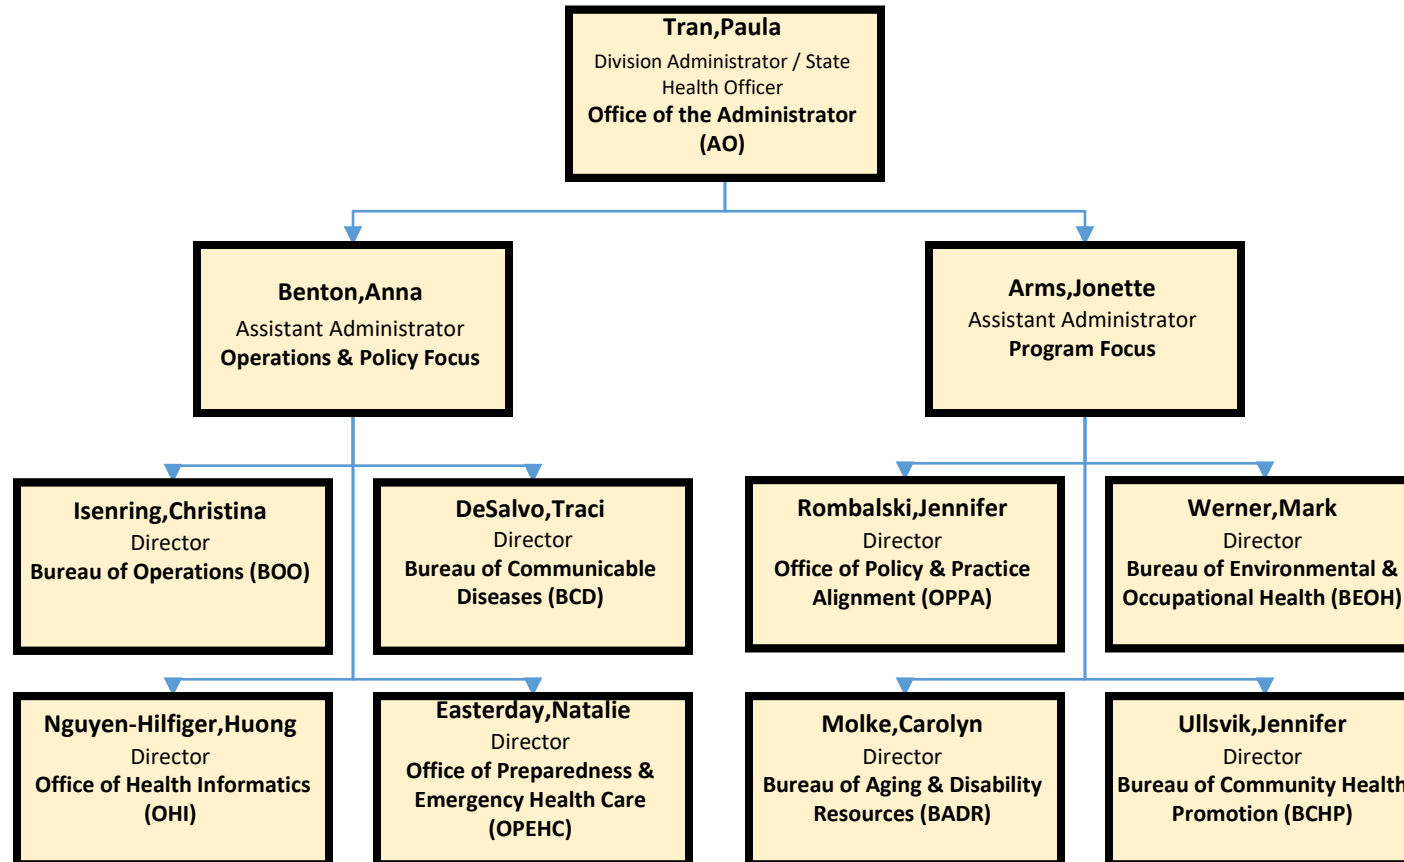 Tran,Paula
Division Administrator / State
Health Officer
Office of the Administrator
(AO)
Benton,Anna
Assistant Administrator
Operations & Policy Focus
Arms,Jonette
Assistant Administrator
Program Focus
Isenring,Christina
Director
Bureau of Operations (BOO)
DeSalvo,Traci
Director
Bureau of Communicable
Diseases (BCD)
Rombalski,Jennifer
Director
Office of Policy & Practice
Alignment (OPPA)
Werner,Mark
Director
Bureau of Environmental &
Occupational Health (BEOH)
Nguyen-Hilfiger,Huong
Director
Office of Health Informatics
(OHI)
Easterday,Natalie
Director
Office of Preparedness &
Emergency Health Care
(OPEHC)
Molke,Carolyn
Director
Bureau of Aging & Disability
Resources (BADR)
Ullsvik,Jennifer
Director
Bureau of Community Health
Promotion (BCHP)